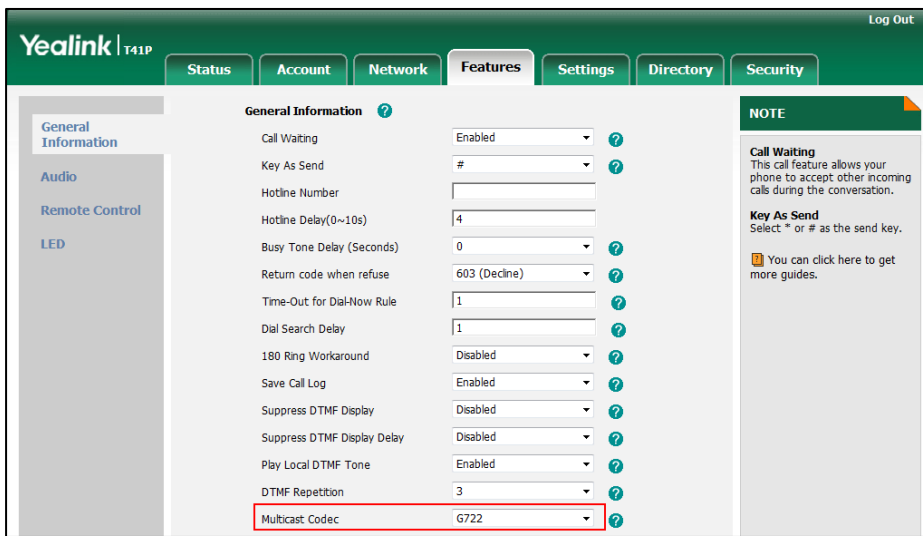 Log Out
Yealink | T41P
Status Account Network Features Settings Directory Security
General Information
Audio
Remote Control
LED
General Information ?
Call Waiting Enabled ?
Key As Send # ?
Hotline Number
Hotline Delay(0~10s) 4
Busy Tone Delay (Seconds) 0 ?
Return code when refuse 603 (Decline) ?
Time-Out for Dial-Now Rule 1 ?
Dial Search Delay 1 ?
180 Ring Workaround Disabled ?
Save Call Log Enabled ?
Suppress DTMF Display Disabled ?
Suppress DTMF Display Delay Disabled ?
Play Local DTMF Tone Enabled ?
DTMF Repetition 3 ?
Multicast Codec G722 ?
NOTE
Call Waiting
This call feature allows your
phone to accept other incoming
calls during the conversation.
Key As Send
Select * or # as the send key.
? You can click here to get
more guides.